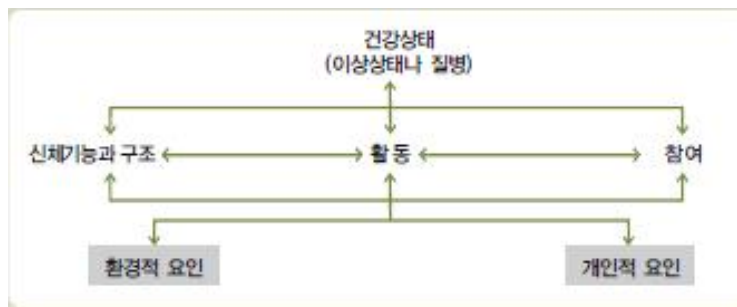 건강상태
(이상상태나 질병)
신체기능과 구조 활동 참여
환경적 요인 개인적 요인